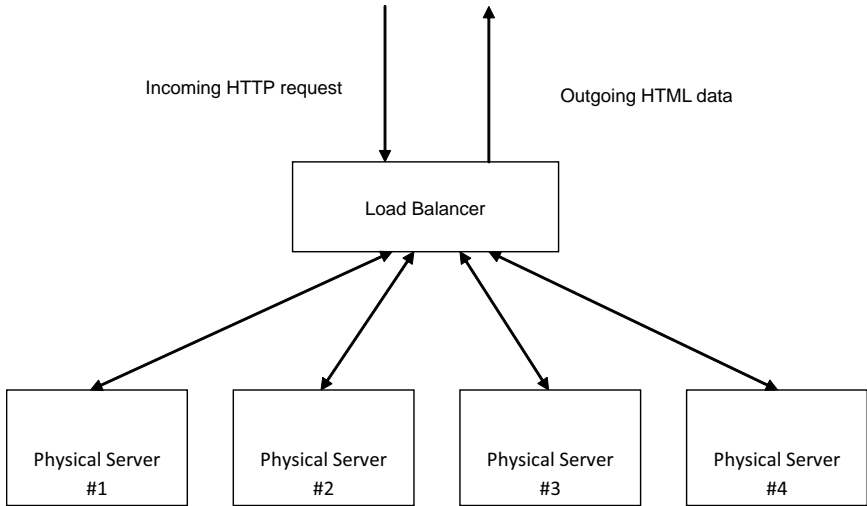 Incoming HTTP request
Outgoing HTML data
Load Balancer
Physical Server
#1
Physical Server
#2
Physical Server
#3
Physical Server
#4